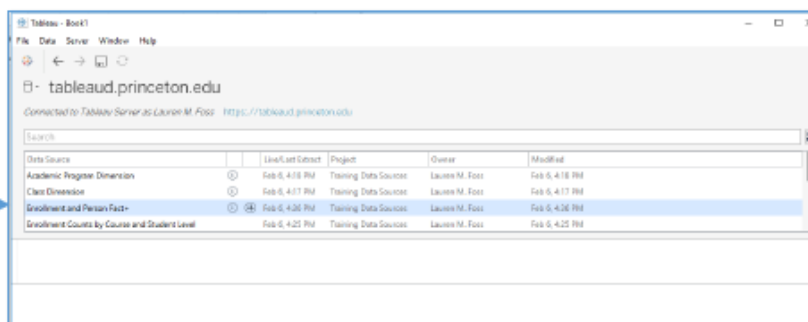 Tableau - Book1
File Data Server Window Help
tableaud.princeton.edu
Connected to Tableau Server as Lauren M. Foss https://tableaud.princeton.edu
Search
Data Source Live/Last Extract Project Owner Modified
Academic Program Dimension Feb 6, 4:18 PM Training Data Sources Lauren M. Foss Feb 6, 4:18 PM
Class Dimension Feb 6, 4:17 PM Training Data Sources Lauren M. Foss Feb 6, 4:17 PM
Enrollment and Person Fact+ Feb 6, 4:26 PM Training Data Sources Lauren M. Foss Feb 6, 4:26 PM
Enrollment Counts by Course and Student Level Feb 6, 4:25 PM Training Data Sources Lauren M. Foss Feb 6, 4:25 PM